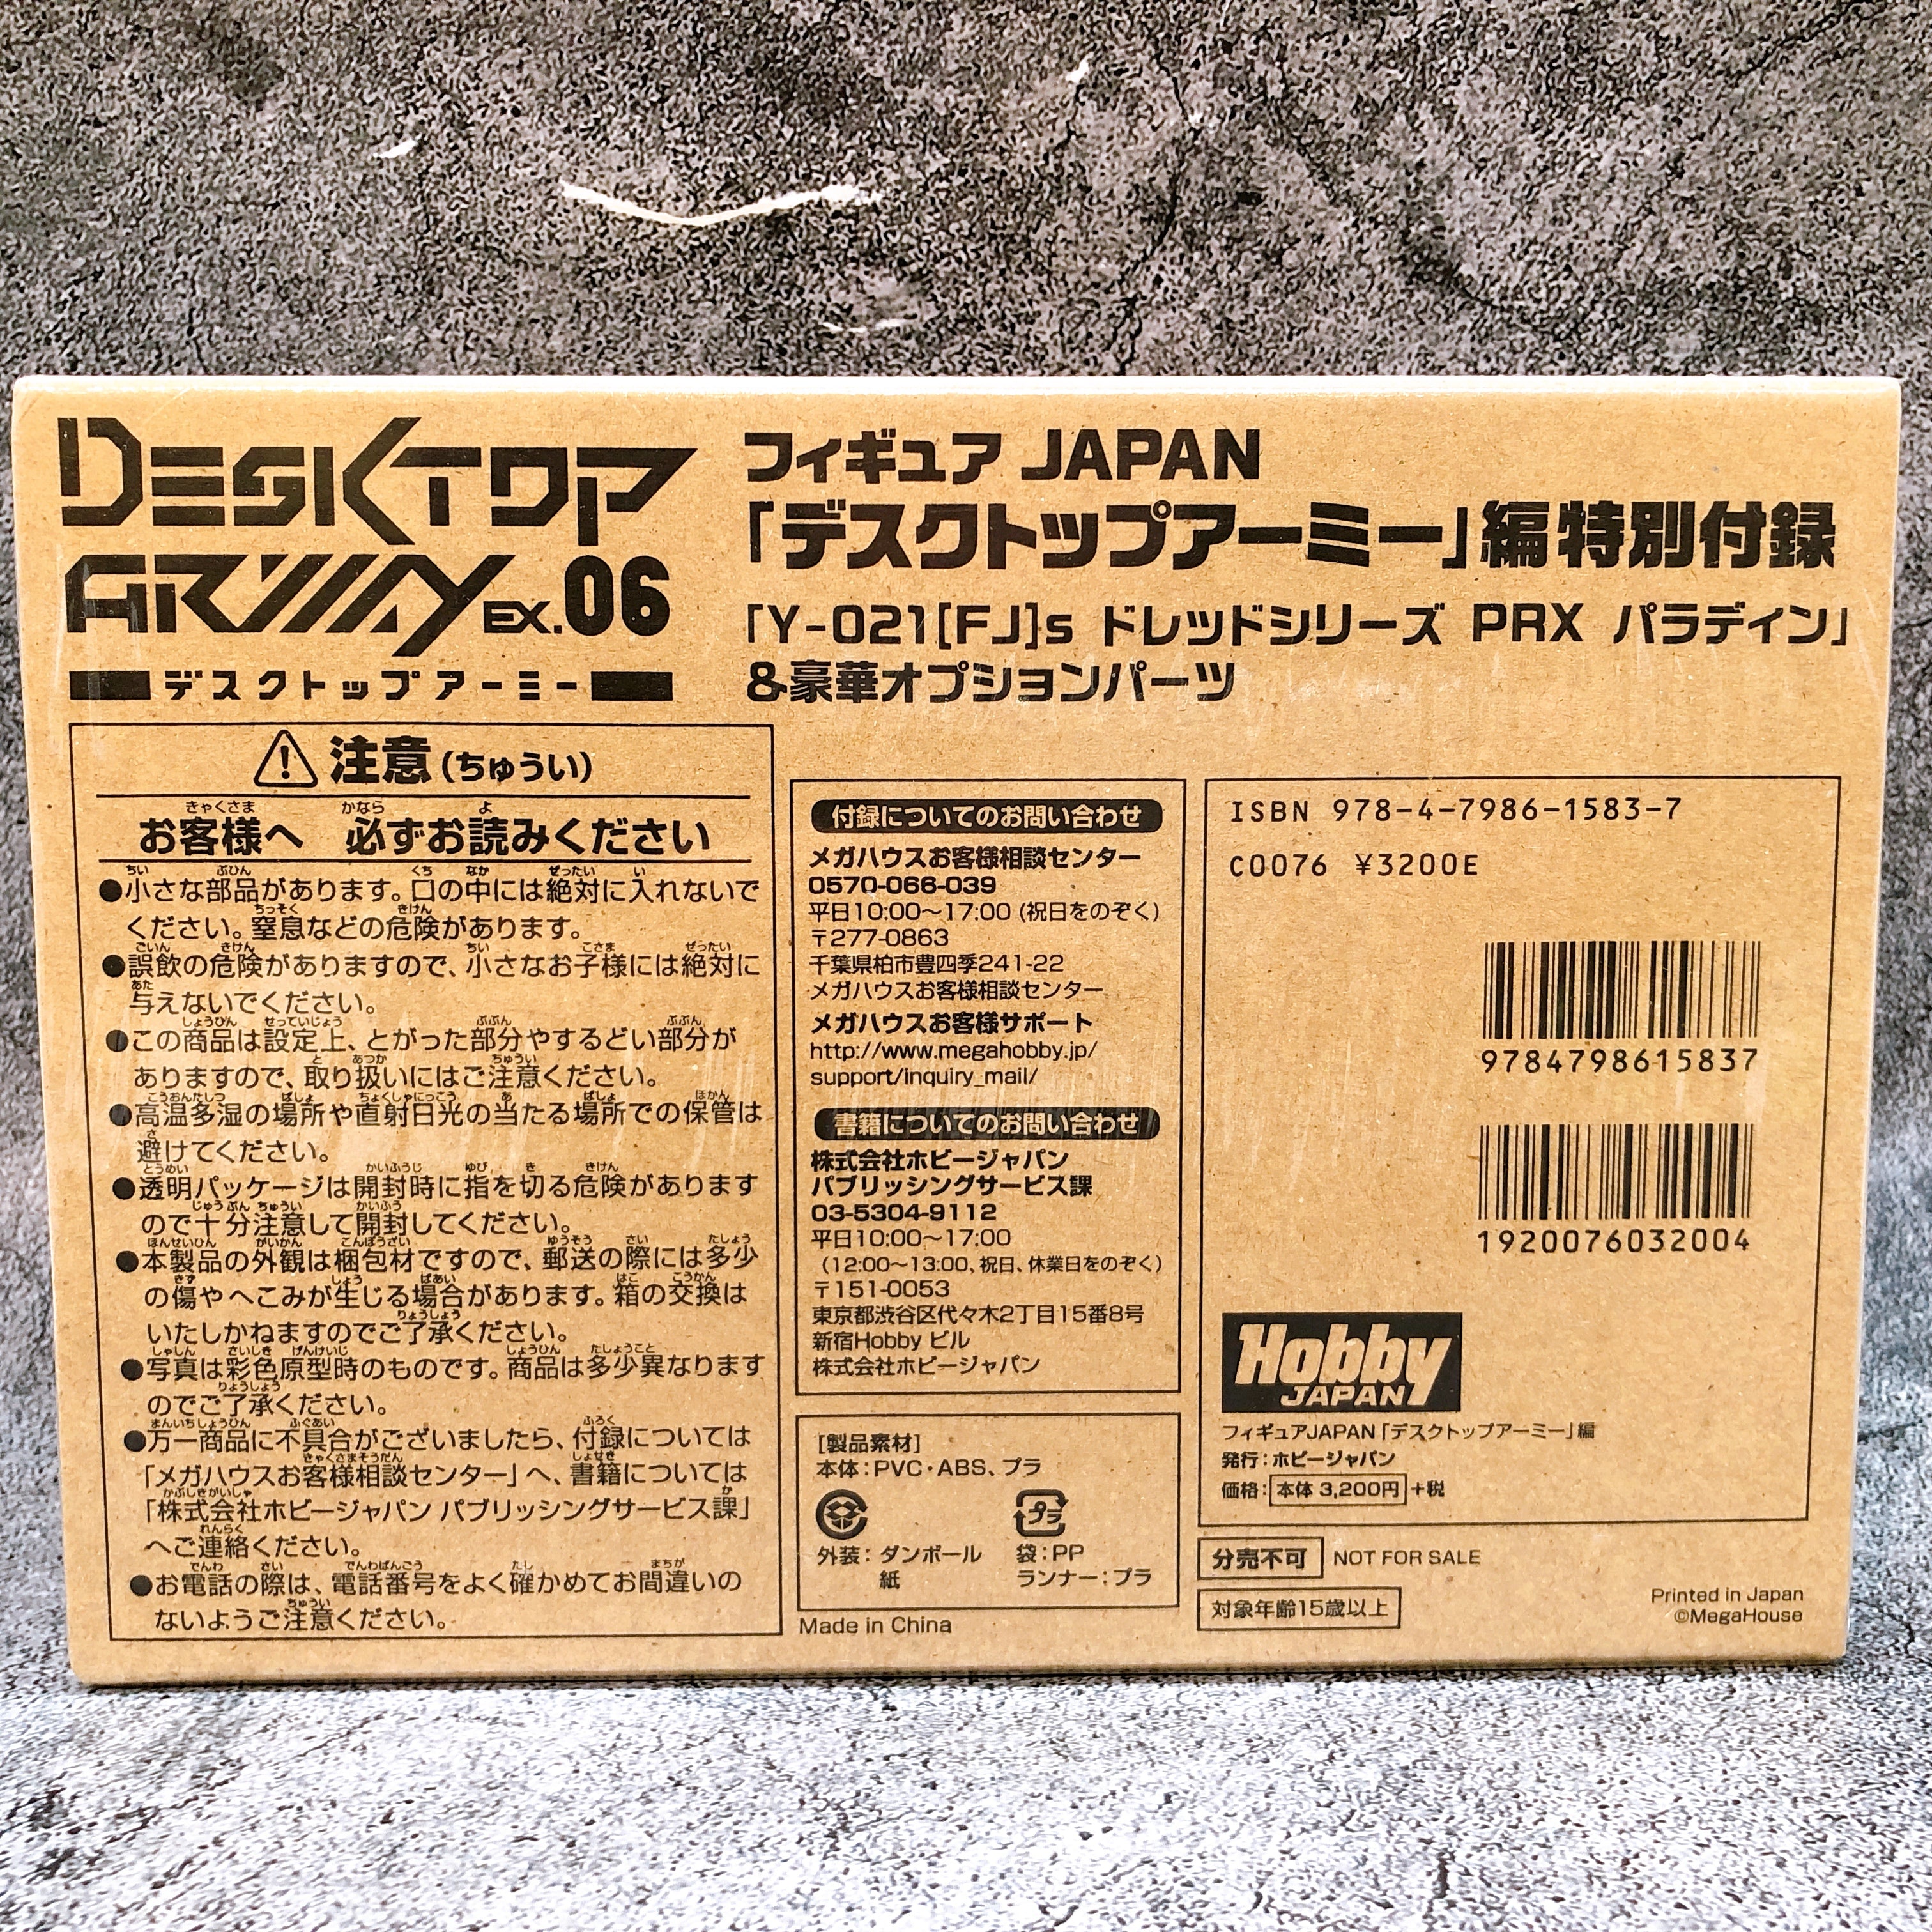 DESKTOP
ARMY EX.06
デスクトップアーミー
フィギュア JAPAN
「デスクトップアーミー」編特別付録
「Y-021[FJ]s ドレッドシリーズ PRX パラディン」
&豪華オプションパーツ
注意(ちゅうい)
お客様へ 必ずお読みください
●小さな部品があります。口の中には絶対に入れないで
ください。窒息などの危険があります。
●誤飲の危険がありますので、小さなお子様には絶対に
与えないでください。
●この商品は設定上、とがった部分やするどい部分が
ありますので、取り扱いにはご注意ください。
●高温多湿の場所や直射日光の当たる場所での保管は
避けてください。
●透明パッケージは開封時に指を切る危険があります
ので十分注意して開封してください。
●本製品の外観は梱包材ですので、郵送の際には多少
の傷やへこみが生じる場合があります。箱の交換は
いたしかねますのでご了承ください。
●写真は彩色原型時のものです。商品は多少異なります
のでご了承ください。
●万一商品に不具合がございましたら、付録については
「メガハウスお客様相談センター」へ、書籍については
「株式会社ホビージャパン パブリッシングサービス課」
へご連絡ください。
●お電話の際は、電話番号をよく確かめてお間違いの
ないようご注意ください。
付録についてのお問い合わせ
メガハウスお客様相談センター
0570-066-039
平日10:00〜17:00 (祝日をのぞく)
〒277-0863
千葉県柏市豊四季241-22
メガハウスお客様相談センター
メガハウスお客様サポート
http://www.megahobby.jp/
support/inquiry_mail/
書籍についてのお問い合わせ
株式会社ホビージャパン
パブリッシングサービス課
03-5304-9112
平日10:00〜17:00
(12:00〜13:00、祝日、休業日をのぞく)
〒151-0053
東京都渋谷区代々木2丁目15番8号
新宿Hobby ビル
株式会社ホビージャパン
[製品素材]
本体:PVC・ABS、プラ
プラ
外装: ダンボール
紙
袋:PP
ランナー:プラ
Made in China
ISBN 978-4-7986-1583-7
C0076 ¥3200E
9784798615837
1920076032004
Hobby
JAPAN
フィギュアJAPAN「デスクトップアーミー」編
発行:ホビージャパン
価格:本体 3,200円+税
分売不可 NOT FOR SALE
対象年齢15歳以上
Printed in Japan
©MegaHouse